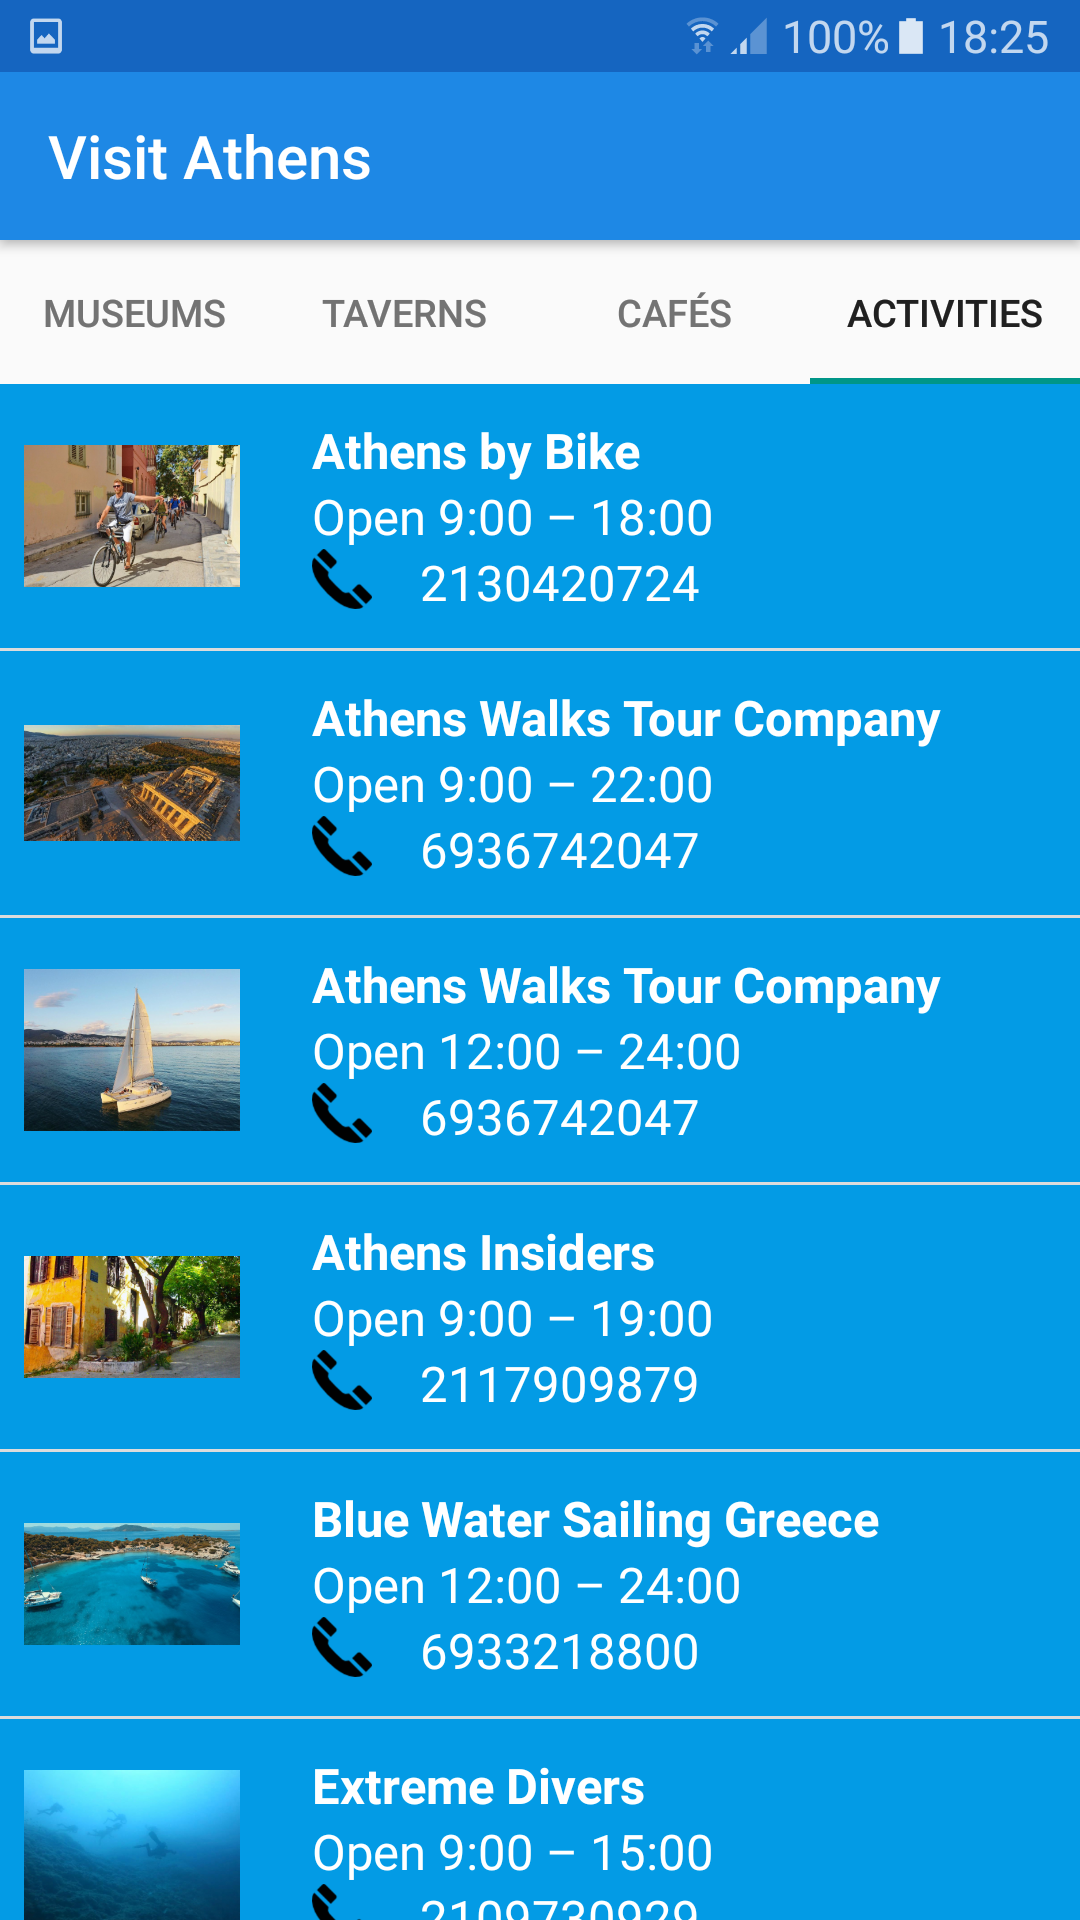 100% 18:25
Visit Athens
MUSEUMS TAVERNS CAFÉS ACTIVITIES
Athens by Bike
Open 9:00 – 18:00
2130420724
Athens Walks Tour Company
Open 9:00 – 22:00
6936742047
Athens Walks Tour Company
Open 12:00 – 24:00
6936742047
Athens Insiders
Open 9:00 – 19:00
2117909879
Blue Water Sailing Greece
Open 12:00 – 24:00
6933218800
Extreme Divers
Open 9:00 – 15:00
2109730929